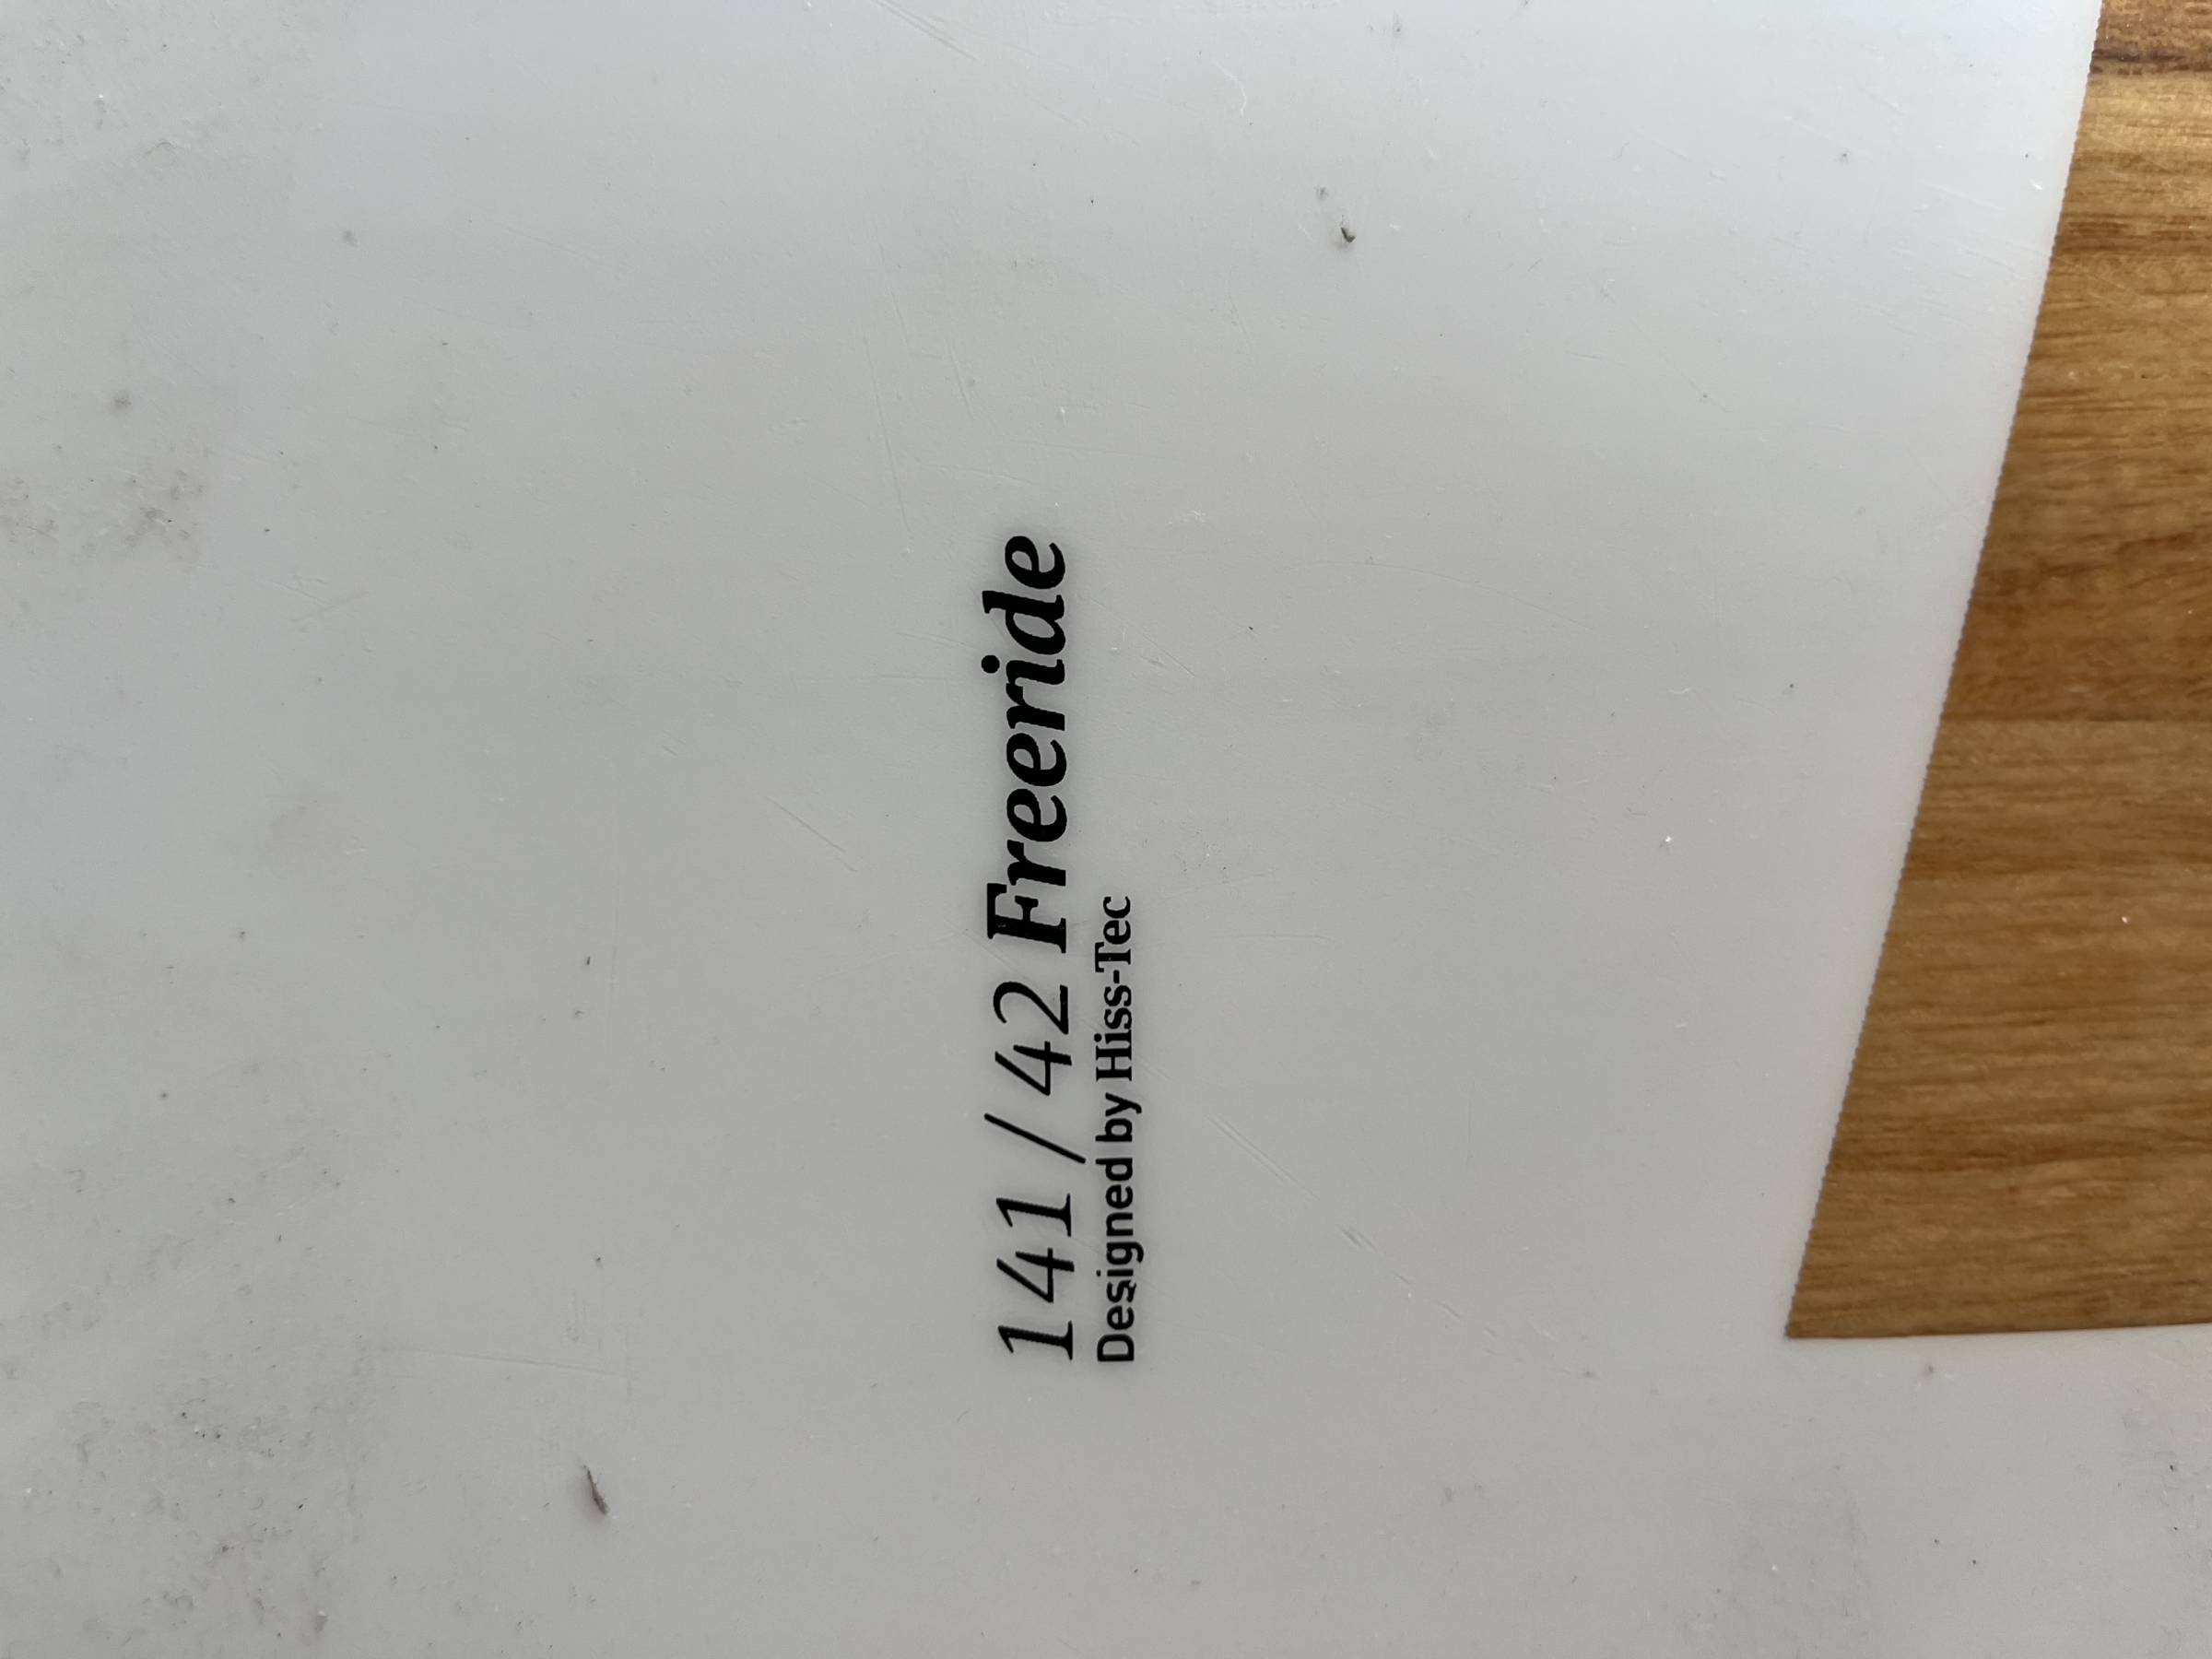 141 / 42 Freeride
Designed by Hiss-Tec